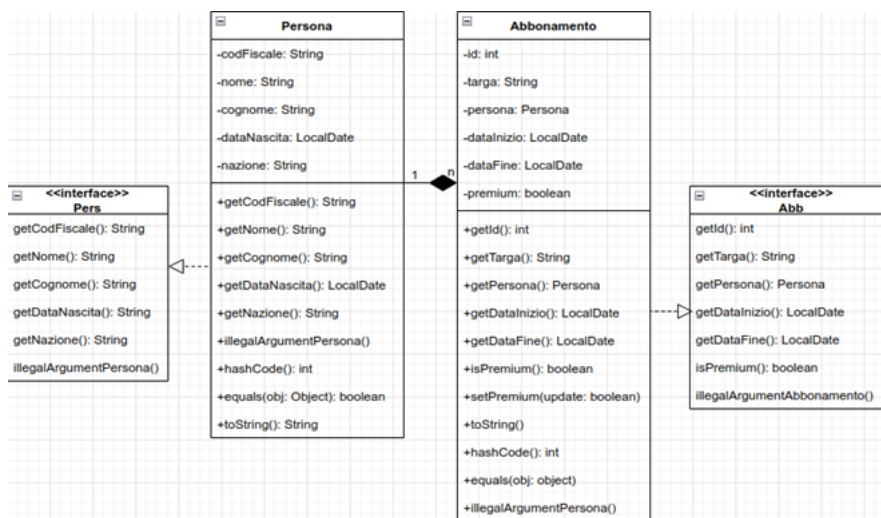 Persona
-codFiscale: String
-nome: String
-cognome: String
-dataNascita: LocalDate
-nazione: String
+getCodFiscale(): String
+getNome(): String
+getCognome(): String
+getDataNascita(): LocalDate
+getNazione(): String
+illegalArgumentPersona()
+hashCode(): int
+equals(obj: Object): boolean
+toString(): String
1
n
Abbonamento
-id: int
-targa: String
-persona: Persona
-dataInizio: LocalDate
-dataFine: LocalDate
-premium: boolean
+getId(): int
+getTarga(): String
+getPersona(): Persona
+getDataInizio(): LocalDate
+getDataFine(): LocalDate
+isPremium(): boolean
+setPremium(update: boolean)
+toString()
+hashCode(): int
+equals(obj: object)
+illegalArgumentPersona()
<<interface>>
Pers
getCodFiscale(): String
getNome(): String
getCognome(): String
getDataNascita(): String
getNazione(): String
illegalArgumentPersona()
<<interface>>
Abb
getId(): int
getTarga(): String
getPersona(): Persona
getDataInizio(): LocalDate
getDataFine(): LocalDate
isPremium(): boolean
illegalArgumentAbbonamento()